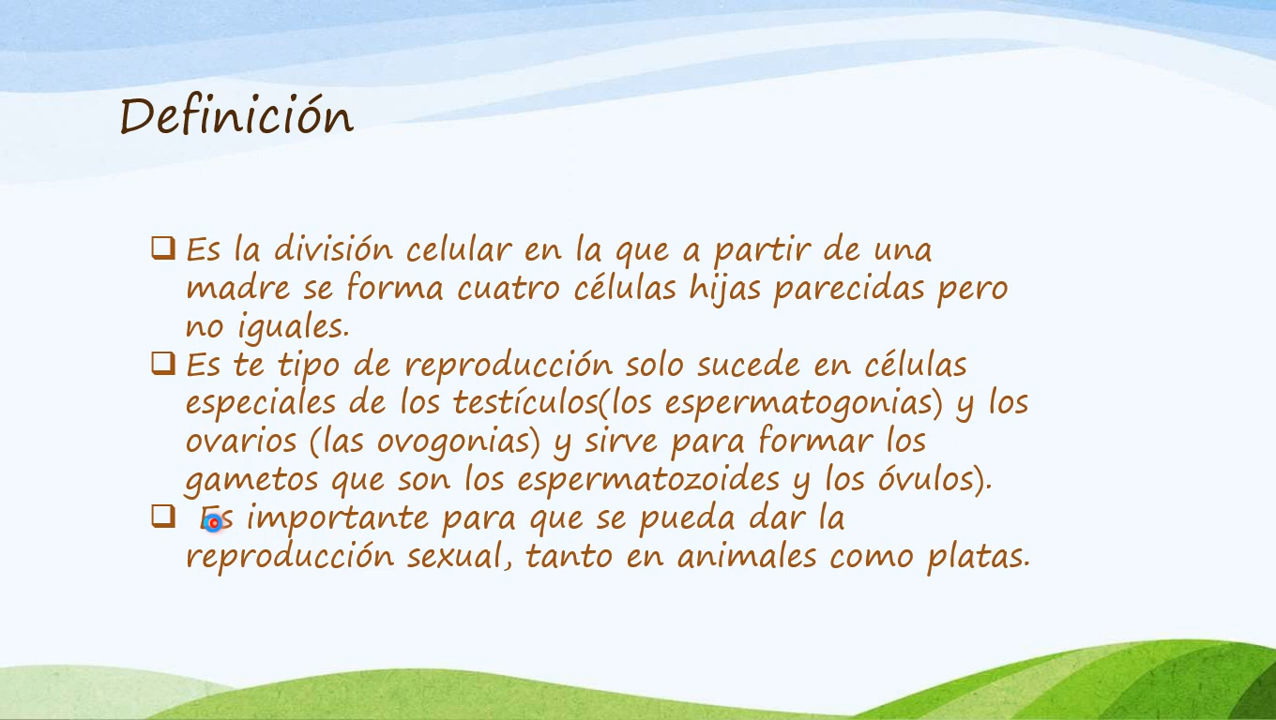 Definición
❑ Es la división celular en la que a partir de una
madre se forma cuatro células hijas parecidas pero
no iguales.
❑ Es te tipo de reproducción solo sucede en células
especiales de los testículos(los espermatogonias) y los
ovarios (las ovogonias) y sirve para formar los
gametos que son los espermatozoides y los óvulos).
❑ Es importante para que se pueda dar la
reproducción sexual, tanto en animales como platas.